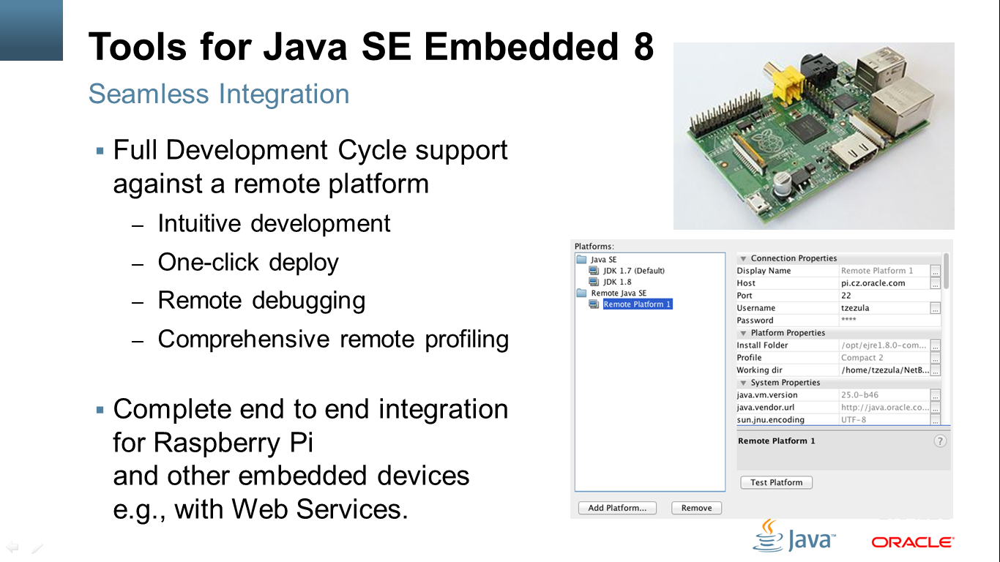 Tools for Java SE Embedded 8
Seamless Integration
Full Development Cycle support
against a remote platform
– Intuitive development
– One-click deploy
– Remote debugging
– Comprehensive remote profiling
Complete end to end integration
for Raspberry Pi
and other embedded devices
e.g., with Web Services.
Platforms:
Java SE
JDK 1.7 (Default)
JDK 1.8
Remote Java SE
Remote Platform 1
Add Platform...
Remove
Connection Properties
Display Name Remote Platform 1 ...
Host pi.cz.oracle.com ...
Port 22
Username tzezula ...
Password ****
Platform Properties
Install Folder /opt/ejre1.8.0-com... ...
Profile Compact 2 ...
Working dir /home/tzezula/NetB... ...
System Properties
java.vm.version 25.0-b46 ...
java.vendor.url http://java.oracle.co... ...
sun.jnu.encoding UTF-8 ...
Remote Platform 1 ?
Test Platform
Java™
ORACLE®